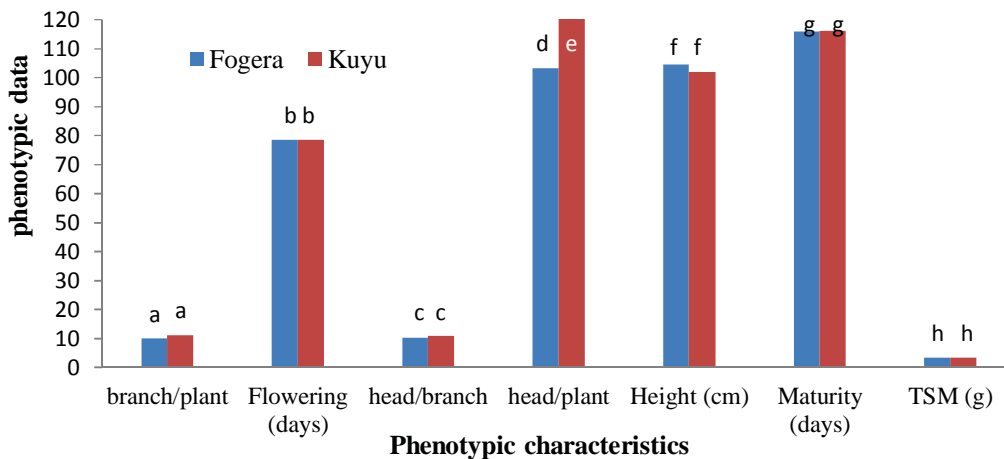 phenotypic data
120
110
100
90
80
70
60
50
40
30
20
10
0
Fogera Kuyu
a a
b b
c c
d e
f f
g g
h h
branch/plant
Flowering
(days)
head/branch
head/plant
Height (cm)
Maturity
(days)
TSM (g)
Phenotypic characteristics